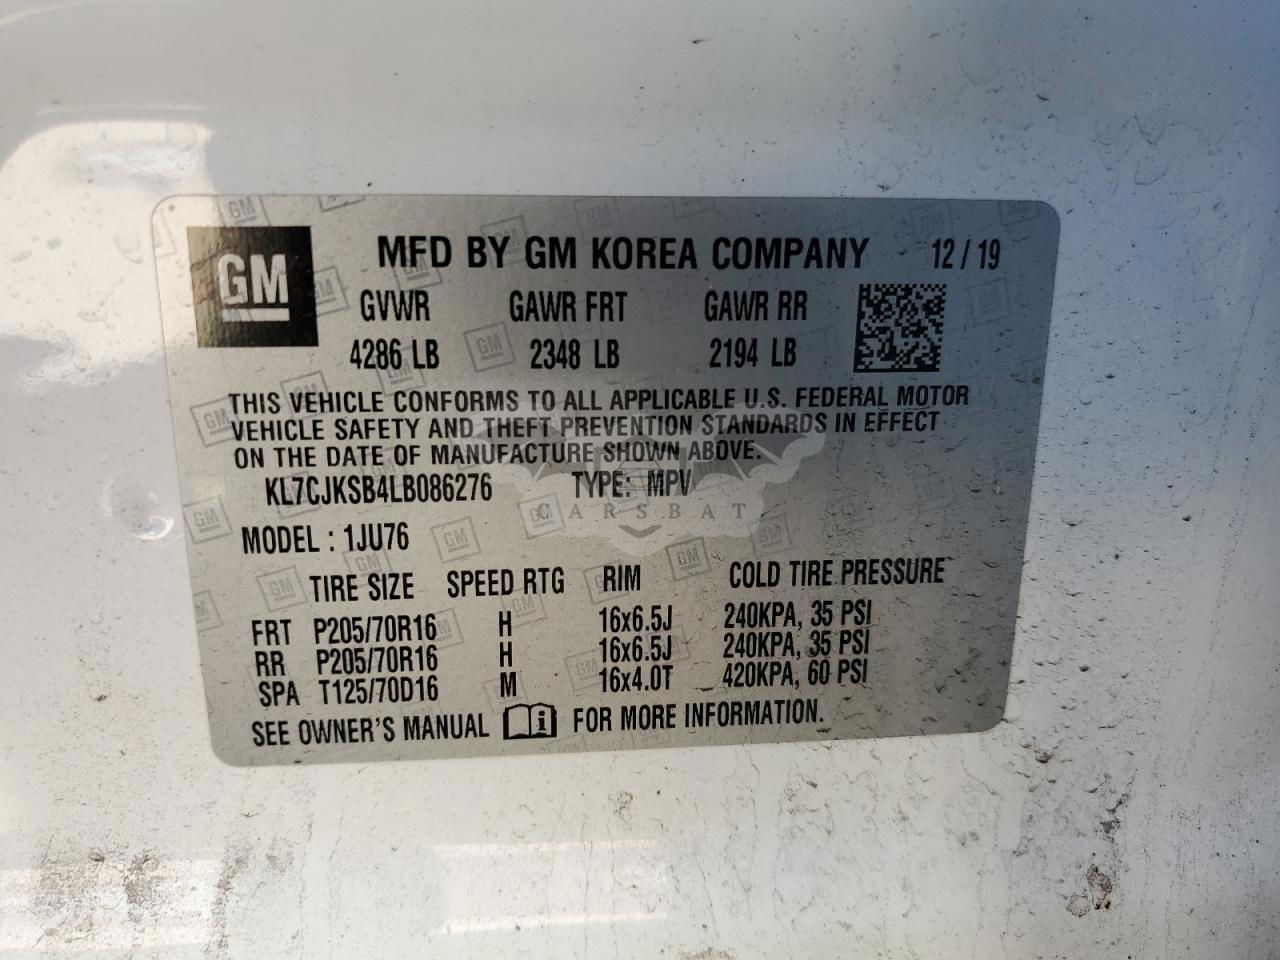 GM
MFD BY GM KOREA COMPANY 12/19
GVWR GAWR FRT GAWR RR
4286 LB 2348 LB 2194 LB
THIS VEHICLE CONFORMS TO ALL APPLICABLE U.S. FEDERAL MOTOR
VEHICLE SAFETY AND THEFT PREVENTION STANDARDS IN EFFECT
ON THE DATE OF MANUFACTURE SHOWN ABOVE.
KL7CJKSB4LB086276 TYPE: MPV
CARSBAT
MODEL : 1JU76
TIRE SIZE SPEED RTG RIM COLD TIRE PRESSURE
FRT P205/70R16 H 16x6.5J 240KPA, 35 PSI
RR P205/70R16 H 16x6.5J 240KPA, 35 PSI
SPA T125/70D16 M 16x4.0T 420KPA, 60 PSI
SEE OWNER'S MANUAL FOR MORE INFORMATION.